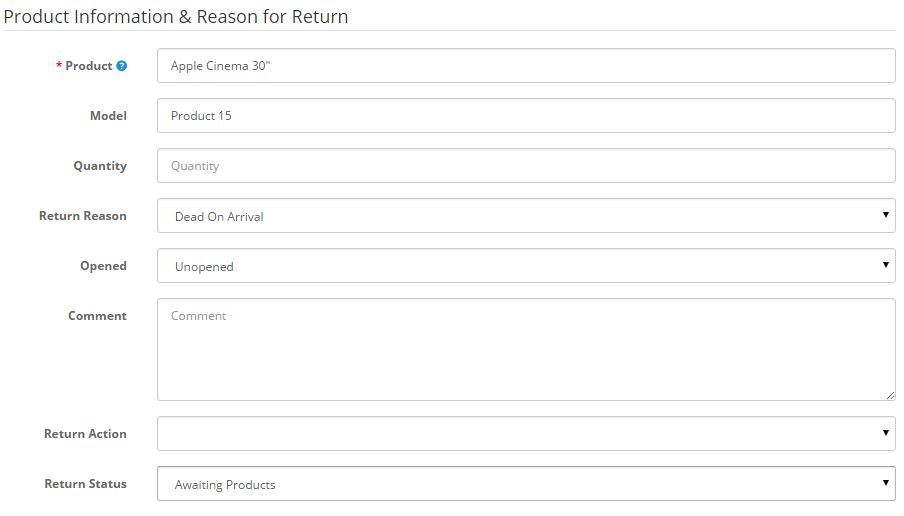 Product Information & Reason for Return
* Product ? Apple Cinema 30"
Model Product 15
Quantity Quantity
Return Reason Dead On Arrival
Opened Unopened
Comment Comment
Return Action
Return Status Awaiting Products